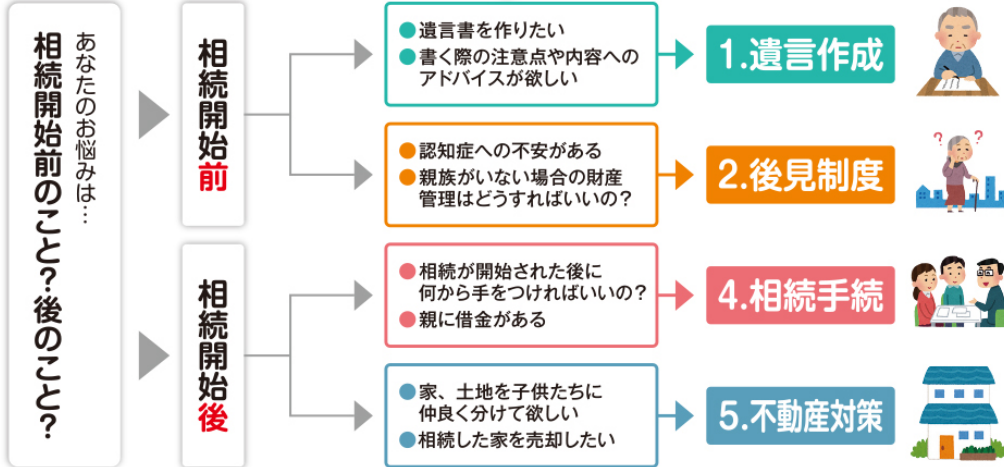 あなたのお悩みは…
相続開始前のこと?後のこと?
相続開始前
●遺言書を作りたい
●書く際の注意点や内容への
アドバイスが欲しい
1.遺言作成
●認知症への不安がある
●親族がいない場合の財産
管理はどうすればいいの?
2.後見制度
??
相続開始後
●相続が開始された後に
何から手をつければいいの?
●親に借金がある
4.相続手続
●家、土地を子供たちに
仲良く分けて欲しい
●相続した家を売却したい
5.不動産対策